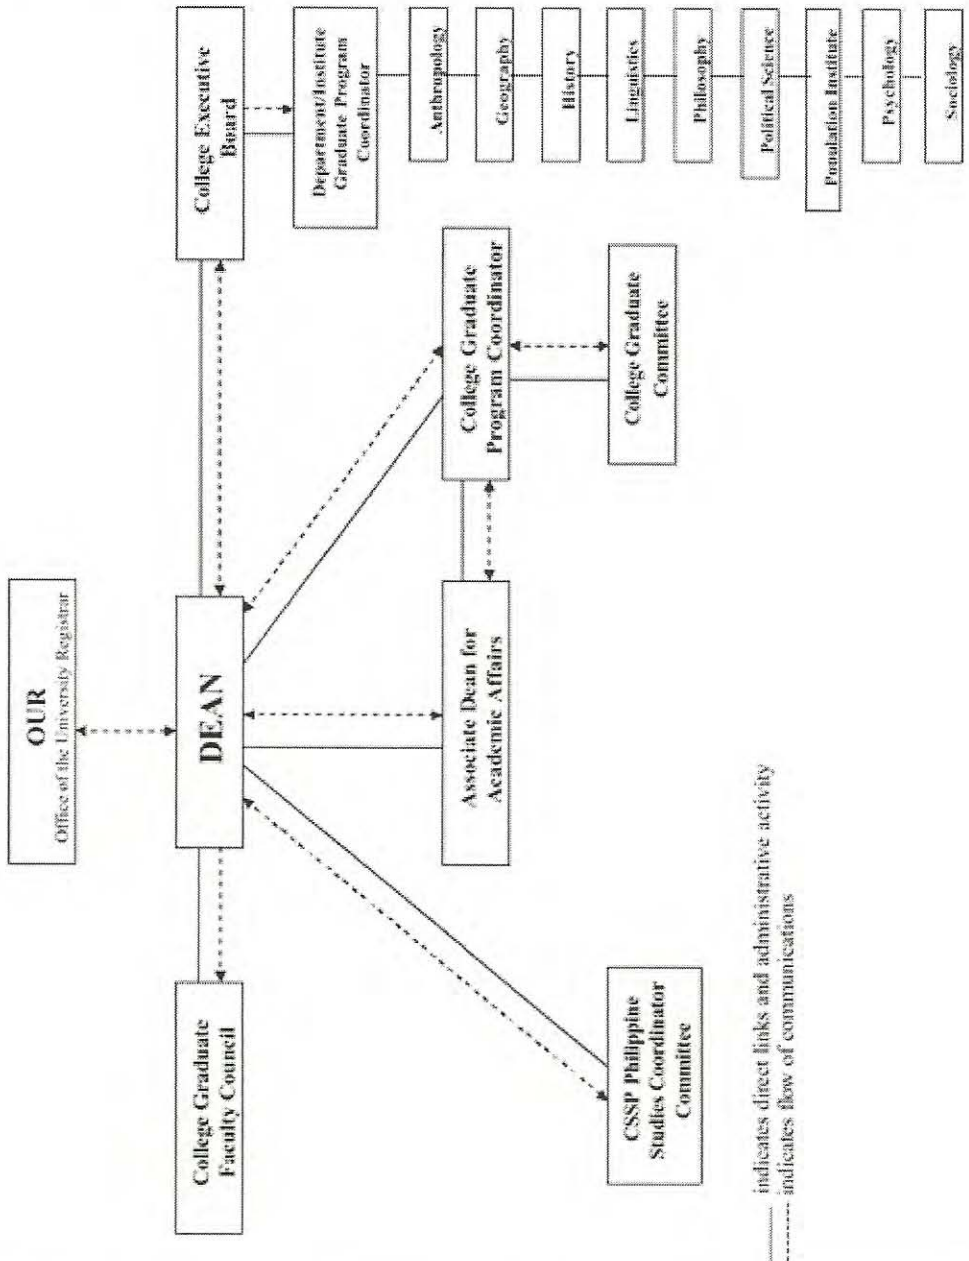 OUR
Office of the University Registrar
College Graduate
Faculty Council
DEAN
College Executive
Board
Department/Institute
Graduate Program
Coordinator
Anthropology
Geography
History
Linguistics
Philosophy
Political Science
Population Institute
Psychology
Sociology
Associate Dean for
Academic Affairs
College Graduate
Program Coordinator
College Graduate
Committee
CSSP Philippine
Studies Coordinator
Committee
indicates direct links and administrative activity
indicates flow of communications